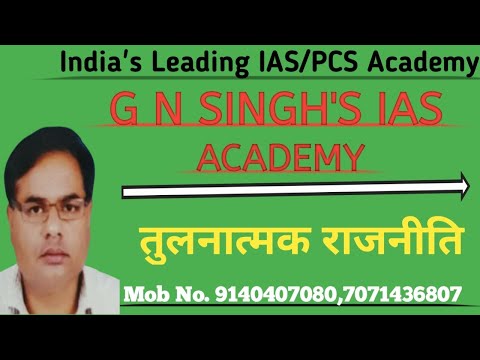 India's Leading IAS/PCS Academy
G N SINGH'S IAS
ACADEMY
तुलनात्मक राजनीति
Mob No. 9140407080,7071436807